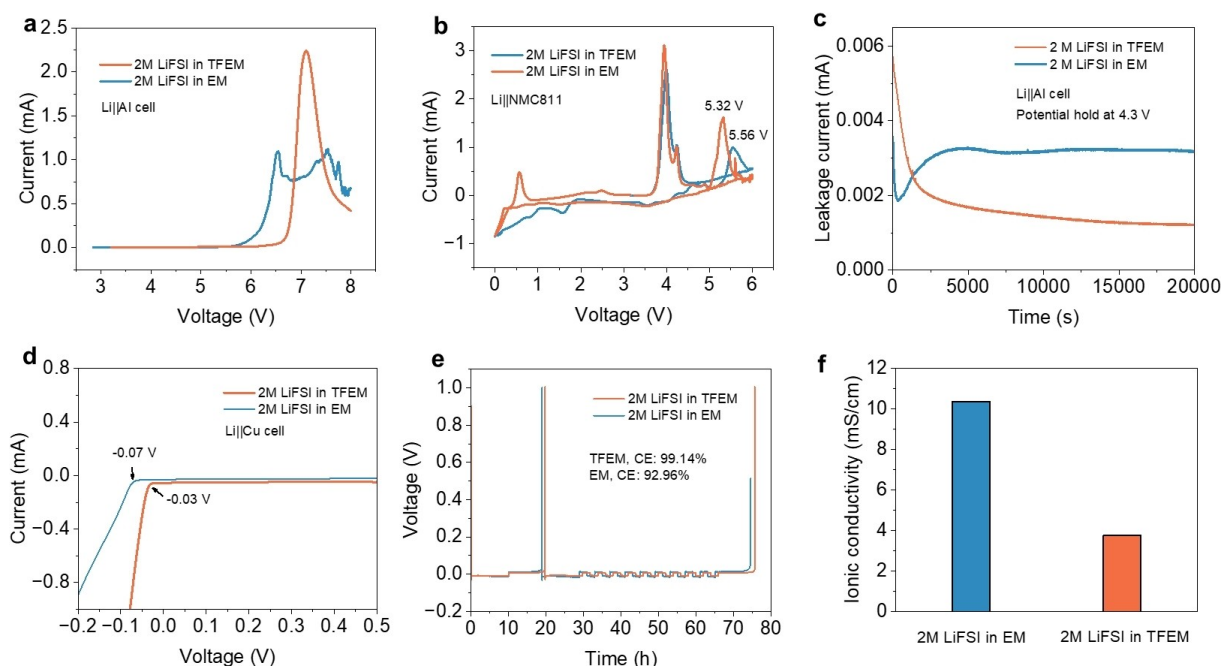 a
2.5
2.0
1.5
1.0
0.5
0.0
Current (mA)
2M LiFSI in TFEM
2M LiFSI in EM
Li||Al cell
3 4 5 6 7 8
Voltage (V)
b
3
2
1
0
−1
Current (mA)
2M LiFSI in TFEM
2M LiFSI in EM
Li||NMC811
5.32 V
5.56 V
0 1 2 3 4 5 6
Voltage (V)
c
0.006
0.004
0.002
0.000
Leakage current (mA)
2 M LiFSI in TFEM
2 M LiFSI in EM
Li||Al cell
Potential hold at 4.3 V
0 5000 10000 15000 20000
Time (s)
d
0.8
0.4
0.0
−0.4
−0.8
Current (mA)
2M LiFSI in TFEM
2M LiFSI in EM
Li||Cu cell
-0.07 V
-0.03 V
−0.2 −0.1 0.0 0.1 0.2 0.3 0.4 0.5
Voltage (V)
e
1.0
0.8
0.6
0.4
0.2
0.0
−0.2
Voltage (V)
2M LiFSI in TFEM
2M LiFSI in EM
TFEM, CE: 99.14%
EM, CE: 92.96%
0 10 20 30 40 50 60 70 80
Time (h)
f
12
10
8
6
4
2
0
Ionic conductivity (mS/cm)
2M LiFSI in EM 2M LiFSI in TFEM